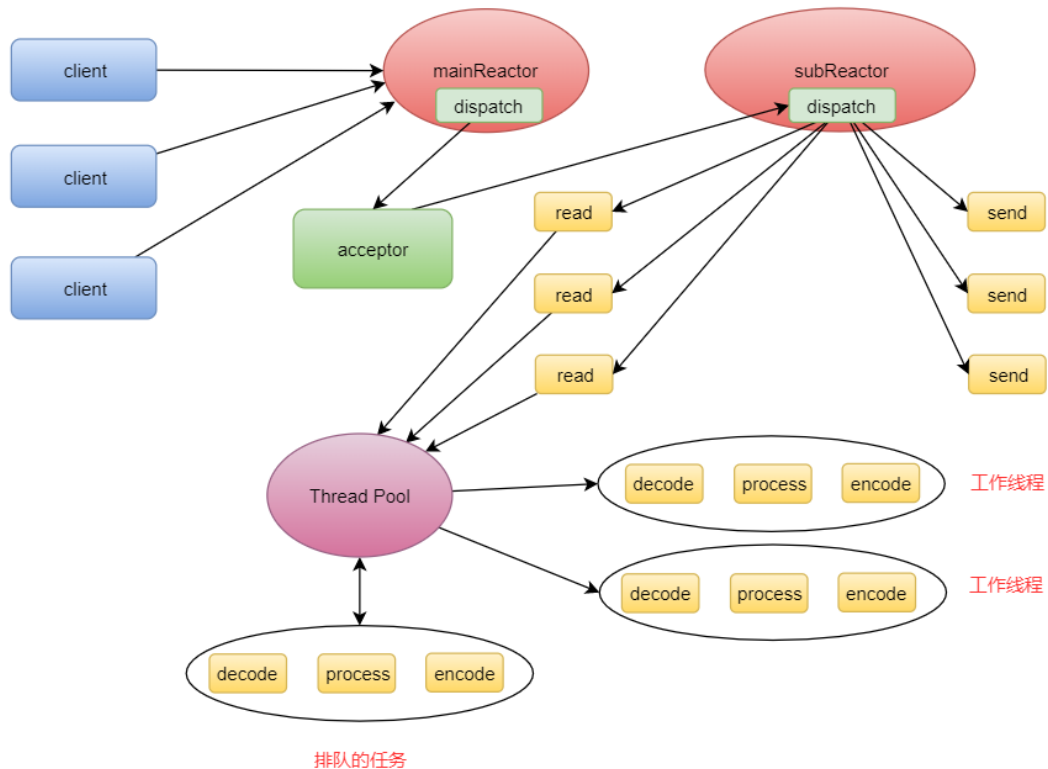 client
mainReactor
subReactor
dispatch
dispatch
client
acceptor
read
send
client
read
send
read
send
Thread Pool
decode process encode
工作线程
decode process encode
工作线程
decode process encode
排队的任务